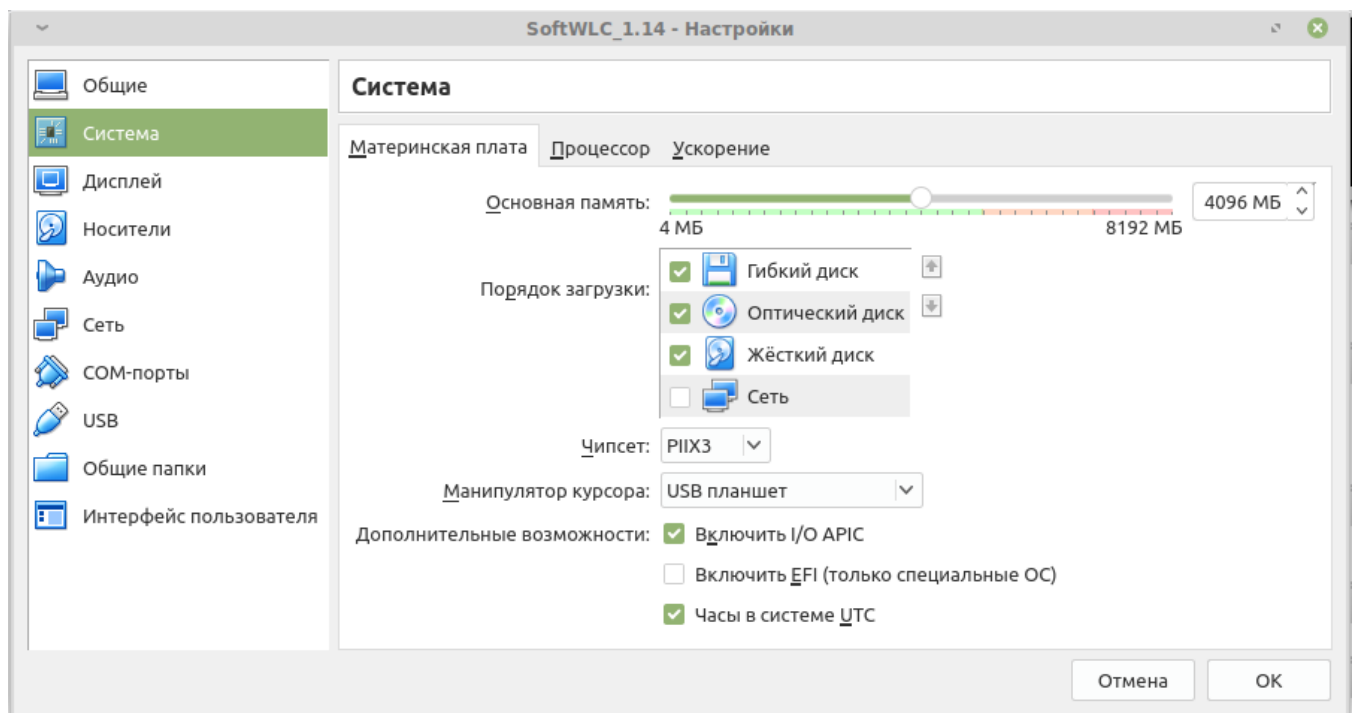 SoftWLC_1.14 - Настройки
Общие
Система
Дисплей
Носители
Аудио
Сеть
COM-порты
USB
Общие папки
Интерфейс пользователя
Система
Материнская плата Процессор Ускорение
Основная память: 4096 МБ
4 МБ 8192 МБ
Порядок загрузки:
Гибкий диск
Оптический диск
Жёсткий диск
Сеть
Чипсет: PIIX3
Манипулятор курсора: USB планшет
Дополнительные возможности: Включить I/O APIC
Включить EFI (только специальные ОС)
Часы в системе UTC
Отмена OK